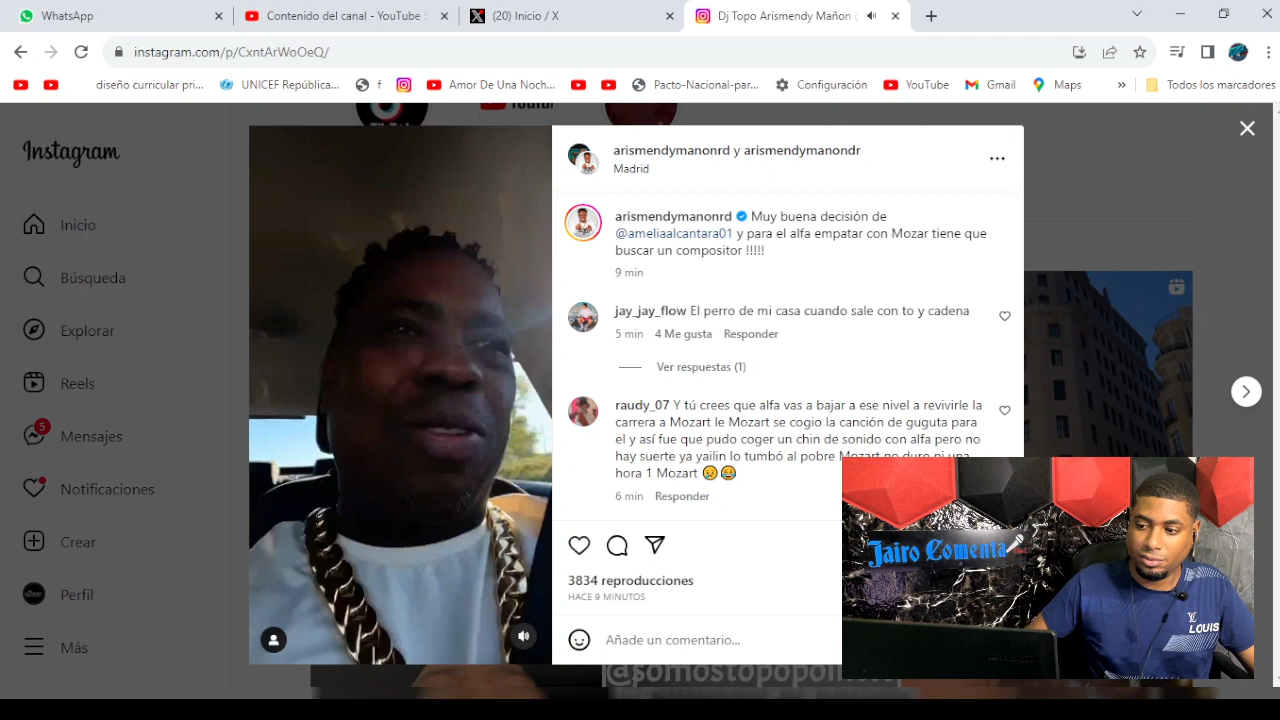 WhatsApp
Contenido del canal - YouTube S
(20) Inicio / X
Dj Topo Arismendy Mañon (
instagram.com/p/CxntArWoOeQ/
diseño curricular pri...
UNICEF República...
f
Amor De Una Noch...
Pacto-Nacional-par...
Configuración
YouTube
Gmail
Maps
»
Todos los marcadores
Instagram
Inicio
Búsqueda
Explorar
Reels
5
Mensajes
Notificaciones
Crear
Perfil
Más
arismendymanonrd y arismendymanondr
Madrid
arismendymanonrd Muy buena decisión de
@ameliaalcantara01 y para el alfa empatar con Mozar tiene que
buscar un compositor !!!!!
9 min
jay_jay_flow El perro de mi casa cuando sale con to y cadena
5 min 4 Me gusta Responder
Ver respuestas (1)
raudy_07 Y tú crees que alfa vas a bajar a ese nivel a revivirle la
carrera a Mozart le Mozart se cogio la canción de guguta para
el y así fue que pudo coger un chin de sonido con alfa pero no
hay suerte ya yailin lo tumbó al pobre Mozart no duro ni una
hora 1 Mozart 😥😂
6 min Responder
3834 reproducciones
HACE 9 MINUTOS
Añade un comentario...
Jairo Comenta
LOUIS